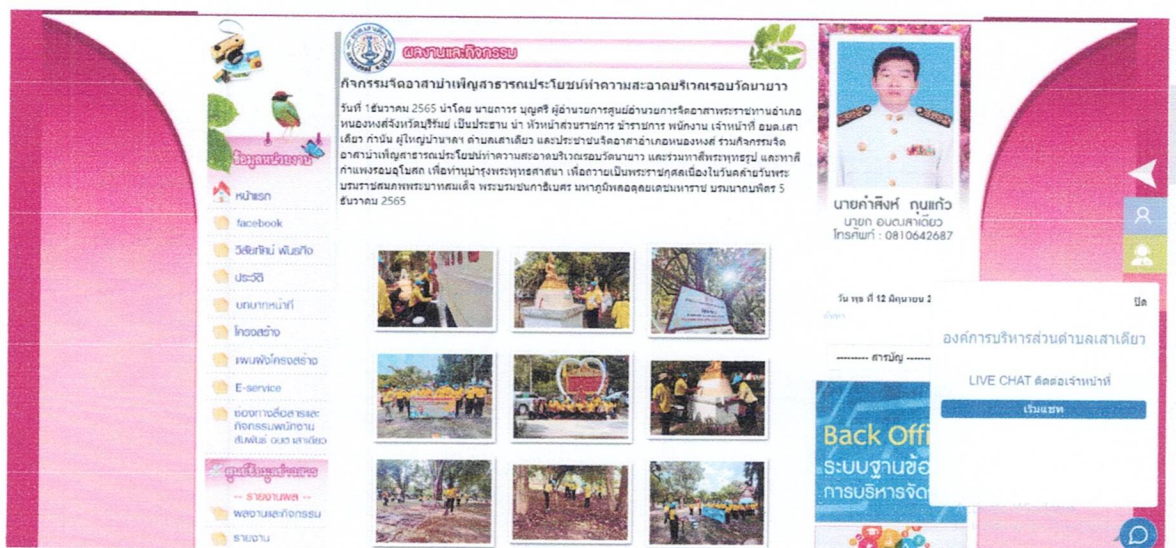 ผลงานและกิจกรรม
กิจกรรมจิตอาสาบำเพ็ญสาธารณประโยชน์ทำความสะอาดบริเวณรอบวัดนายาว
วันที่ 1ธันวาคม 2565 นำโดย นายถาวร บุญศรี ผู้อำนวยการศูนย์อำนวยการจิตอาสาพระราชทานอำเภอ
หนองหงส์จังหวัดบุรีรัมย์ เป็นประธาน นำ หัวหน้าส่วนราชการ ข้าราชการ พนักงาน เจ้าหน้าที่ อบต.เสา
เดียว กำนัน ผู้ใหญ่บ้านฯ ตำบลเสาเดียว และประชาชนจิตอาสาอำเภอหนองหงส์ ร่วมกิจกรรมจิต
อาสาบำเพ็ญสาธารณประโยชน์ทำความสะอาดบริเวณรอบวัดนายาว และร่วมทาสีพระพุทธรูป และทาสี
กำแพงรอบอุโบสถ เพื่อทำนุบำรุงพระพุทธศาสนา เพื่อถวายเป็นพระราชกุศลเนื่องในวันคล้ายวันพระ
บรมราชสมภพพระบาทสมเด็จ พระบรมชนกาธิเบศร มหาภูมิพลอดุลยเดชมหาราช บรมนาถบพิตร 5
ธันวาคม 2565
ข้อมูลหน่วยงาน
หน้าแรก
facebook
วิสัยทัศน์ พันธกิจ
ประวัติ
บทบาทหน้าที่
โครงสร้าง
แผนผังโครงสร้าง
E-service
ช่องทางสื่อสารและ
กิจกรรมพนักงาน
สัมพันธ์ อบต.เสาเดียว
ศูนย์ข้อมูลข่าวสาร
-- รายงานผล --
ผลงานและกิจกรรม
รายงาน
นายคำสิงห์ กุนแก้ว
นายก อบต.เสาเดียว
โทรศัพท์ : 0810642687
วัน พุธ ที่ 12 มิถุนายน 2
ค้นหา
--------- สารบัญ -------
Back Offi
ระบบฐานข้อ
การบริหารจัด
ปิด
องค์การบริหารส่วนตำบลเสาเดียว
LIVE CHAT ติดต่อเจ้าหน้าที่
เริ่มแชท